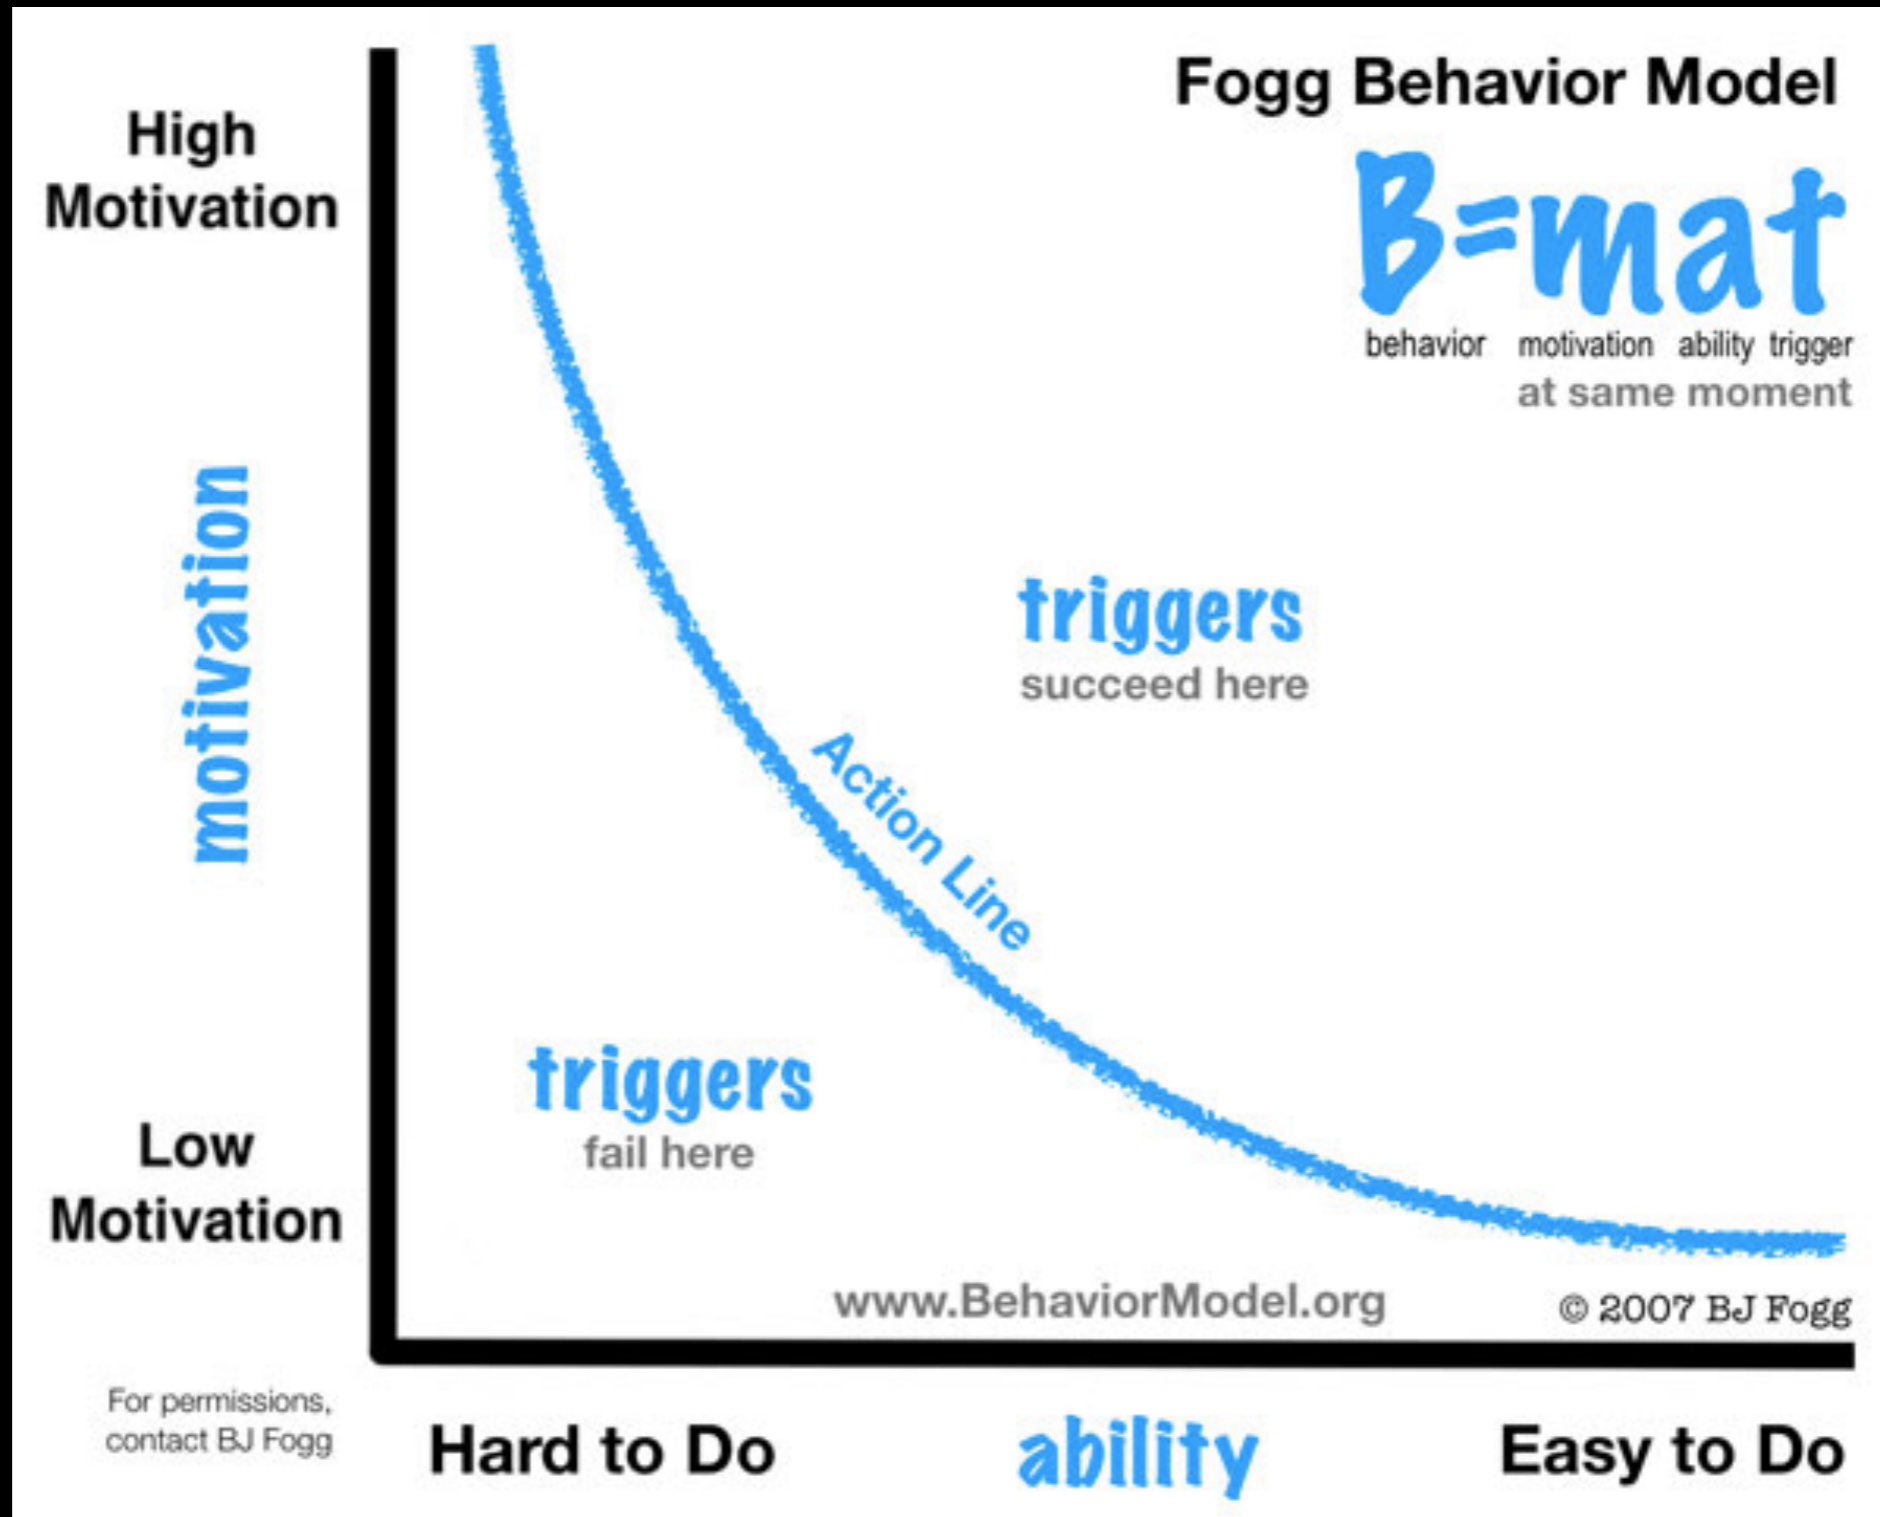 Fogg Behavior Model
B=mat
behavior motivation ability trigger
at same moment
High
Motivation
motivation
triggers
succeed here
Action Line
triggers
fail here
Low
Motivation
www.BehaviorModel.org
© 2007 BJ Fogg
For permissions,
contact BJ Fogg
Hard to Do
ability
Easy to Do